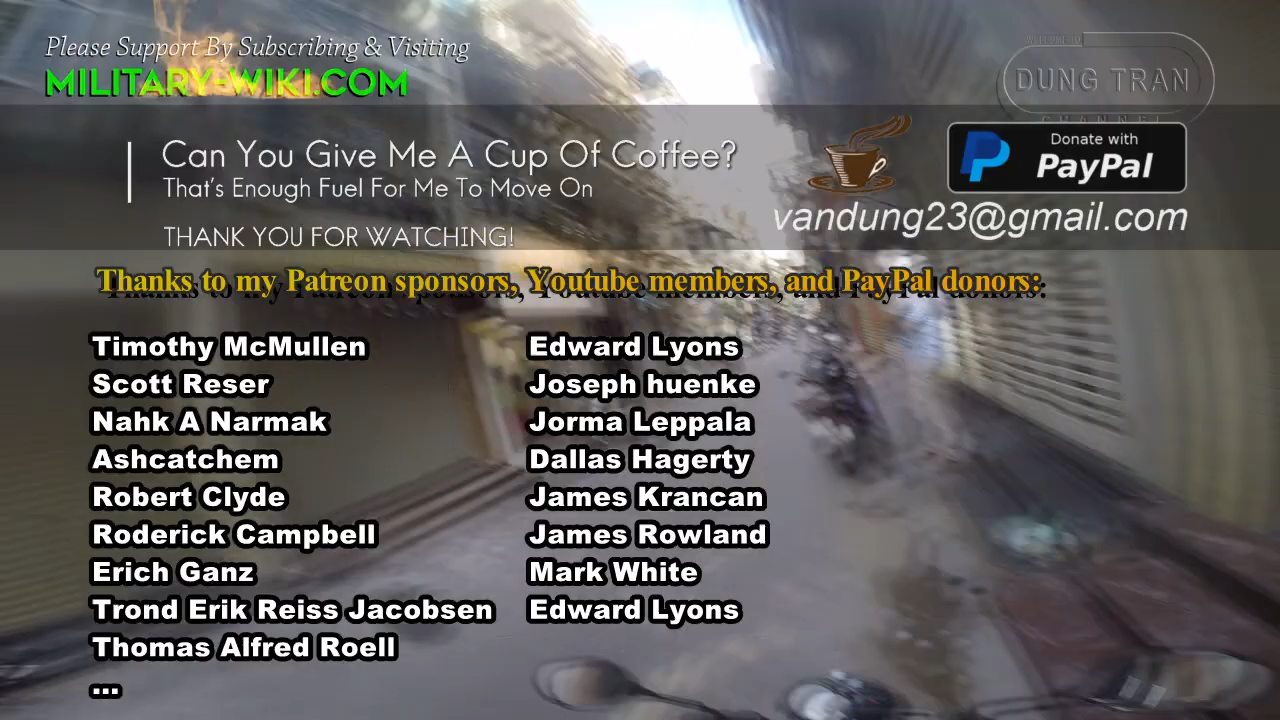 Please Support By Subscribing & Visiting
MILITARY-WIKI.COM
WELCOME TO
DUNG TRAN
CHANNEL
Can You Give Me A Cup Of Coffee?
That's Enough Fuel For Me To Move On
THANK YOU FOR WATCHING!
Donate with
PayPal
vandung23@gmail.com
Thanks to my Patreon sponsors, Youtube members, and PayPal donors:
Timothy McMullen
Scott Reser
Nahk A Narmak
Ashcatchem
Robert Clyde
Roderick Campbell
Erich Ganz
Trond Erik Reiss Jacobsen
Thomas Alfred Roell
...
Edward Lyons
Joseph huenke
Jorma Leppala
Dallas Hagerty
James Krancan
James Rowland
Mark White
Edward Lyons